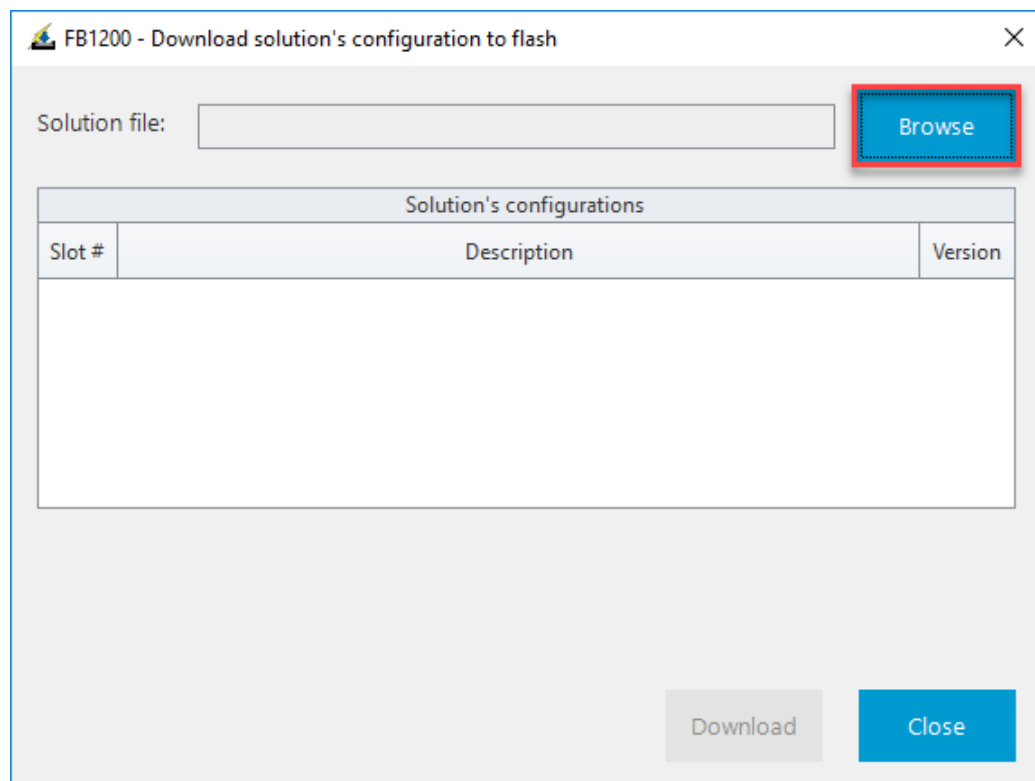 FB1200 - Download solution's configuration to flash
Solution file:
Browse
Solution's configurations
Slot #
Description
Version
Download
Close